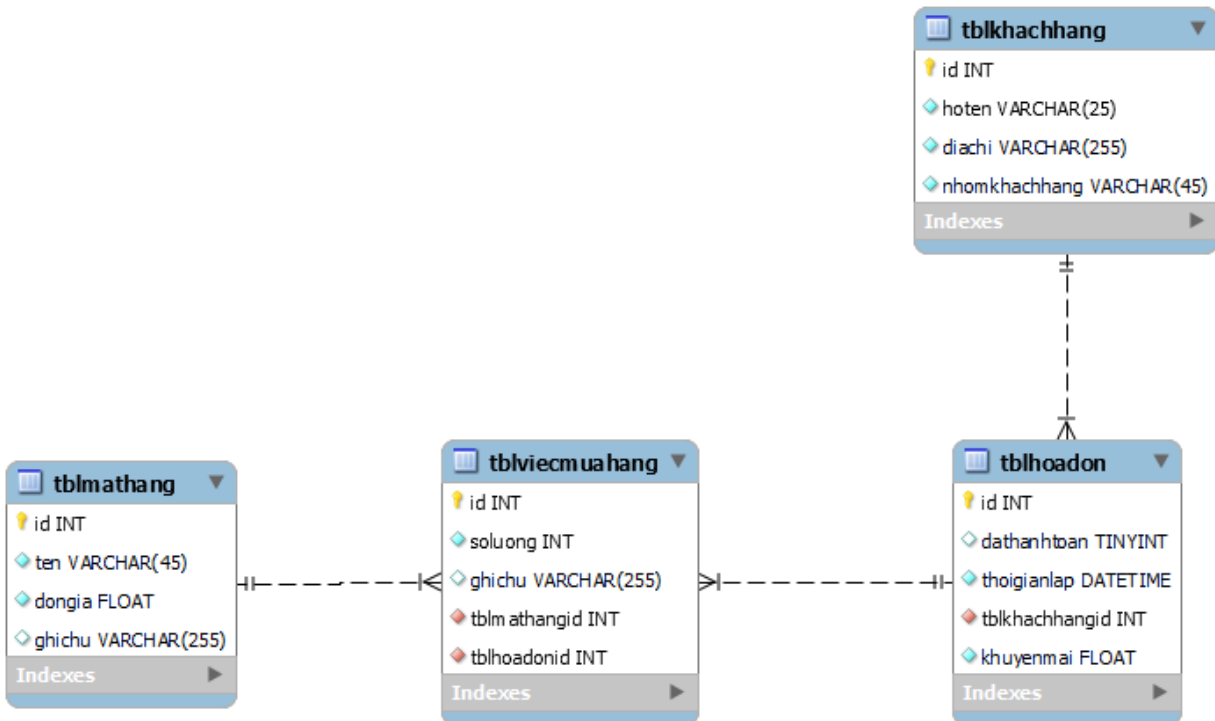 tblkhachhang
id INT
hoten VARCHAR(25)
diachi VARCHAR(255)
nhomkhachhang VARCHAR(45)
Indexes
tblmathang
id INT
ten VARCHAR(45)
dongia FLOAT
ghichu VARCHAR(255)
Indexes
tblviecmuahang
id INT
soluong INT
ghichu VARCHAR(255)
tblmathangid INT
tblhoadonid INT
Indexes
tblhoadon
id INT
dathanhtoan TINYINT
thoigianlap DATETIME
tblkhachhangid INT
khuyenmai FLOAT
Indexes